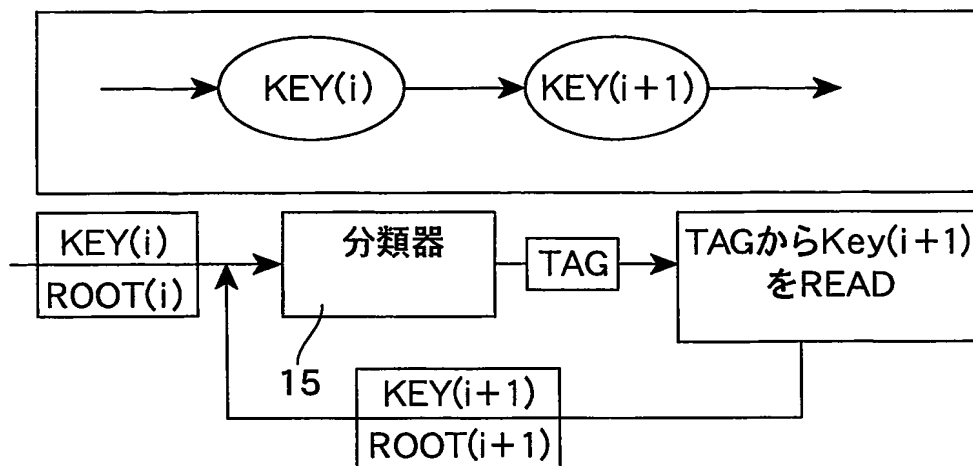 KEY(i)
KEY(i+1)
KEY(i)
ROOT(i)
分類器
15
TAG
TAGからKey(i+1)
をREAD
KEY(i+1)
ROOT(i+1)